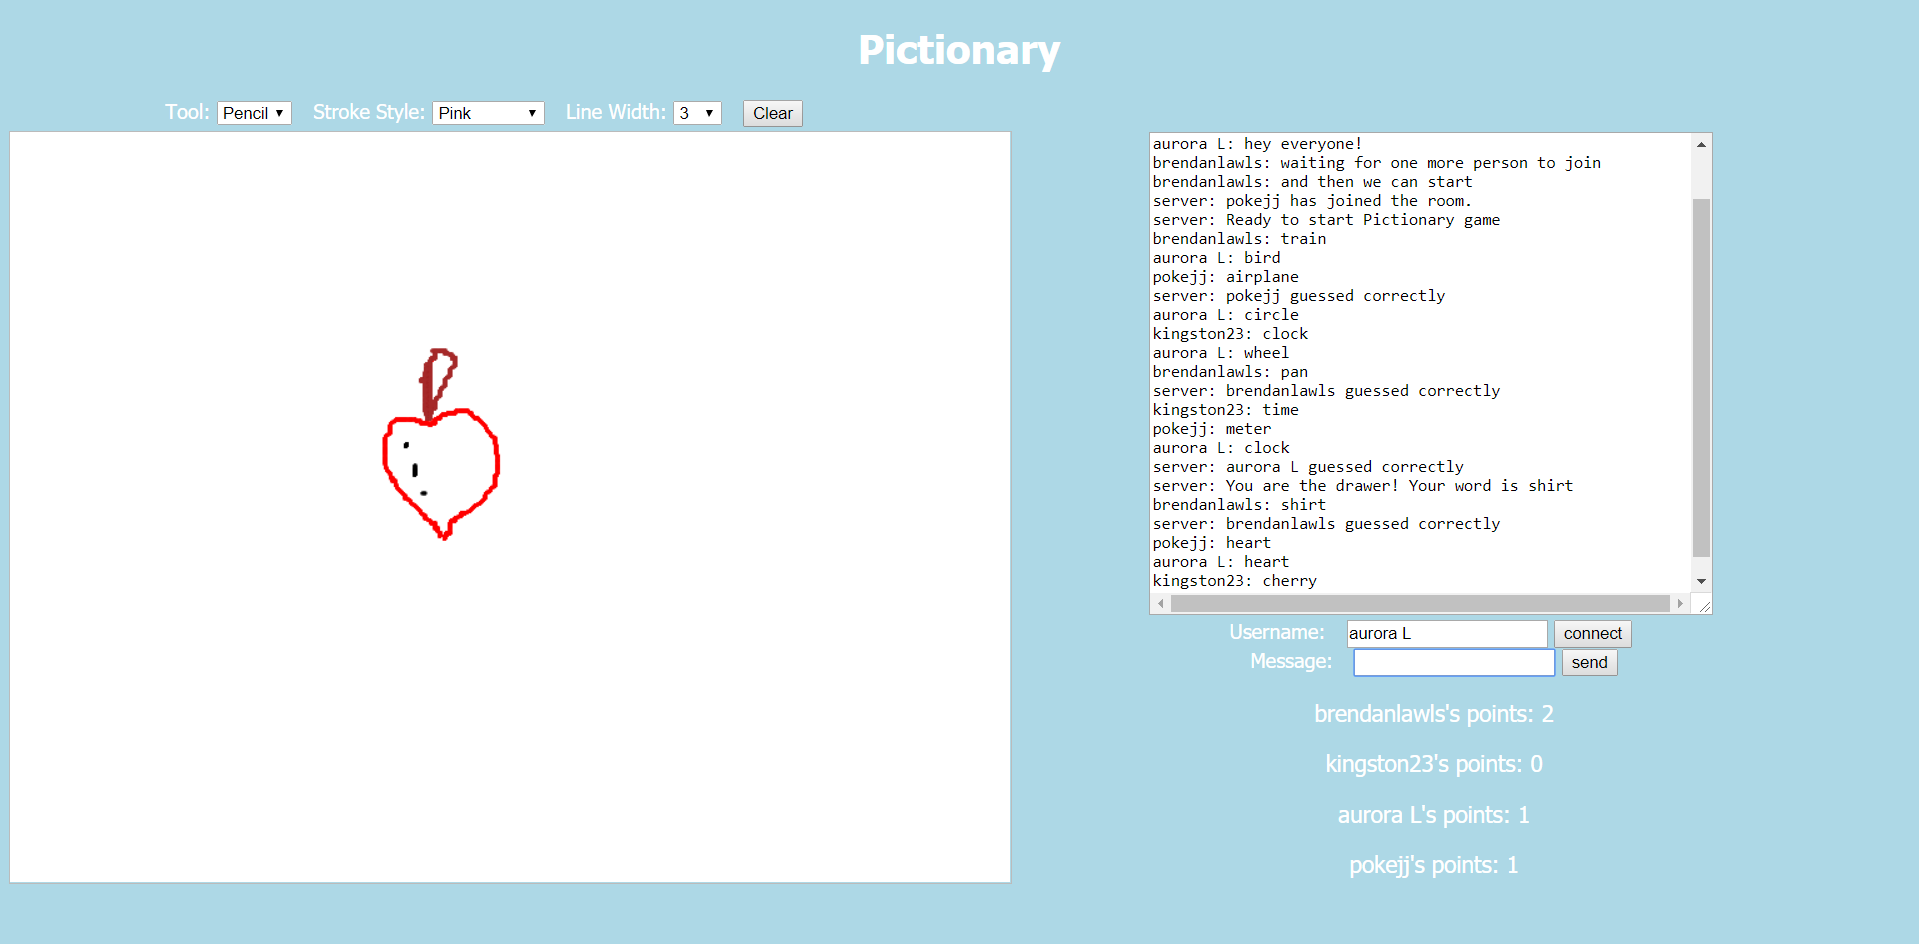 Pictionary
Tool: Pencil Stroke Style: Pink Line Width: 3 Clear
aurora L: hey everyone!
brendanlawls: waiting for one more person to join
brendanlawls: and then we can start
server: pokejj has joined the room.
server: Ready to start Pictionary game
brendanlawls: train
aurora L: bird
pokejj: airplane
server: pokejj guessed correctly
aurora L: circle
kingston23: clock
aurora L: wheel
brendanlawls: pan
server: brendanlawls guessed correctly
kingston23: time
pokejj: meter
aurora L: clock
server: aurora L guessed correctly
server: You are the drawer! Your word is shirt
brendanlawls: shirt
server: brendanlawls guessed correctly
pokejj: heart
aurora L: heart
kingston23: cherry
Username: aurora L connect
Message: send
brendanlawls's points: 2
kingston23's points: 0
aurora L's points: 1
pokejj's points: 1